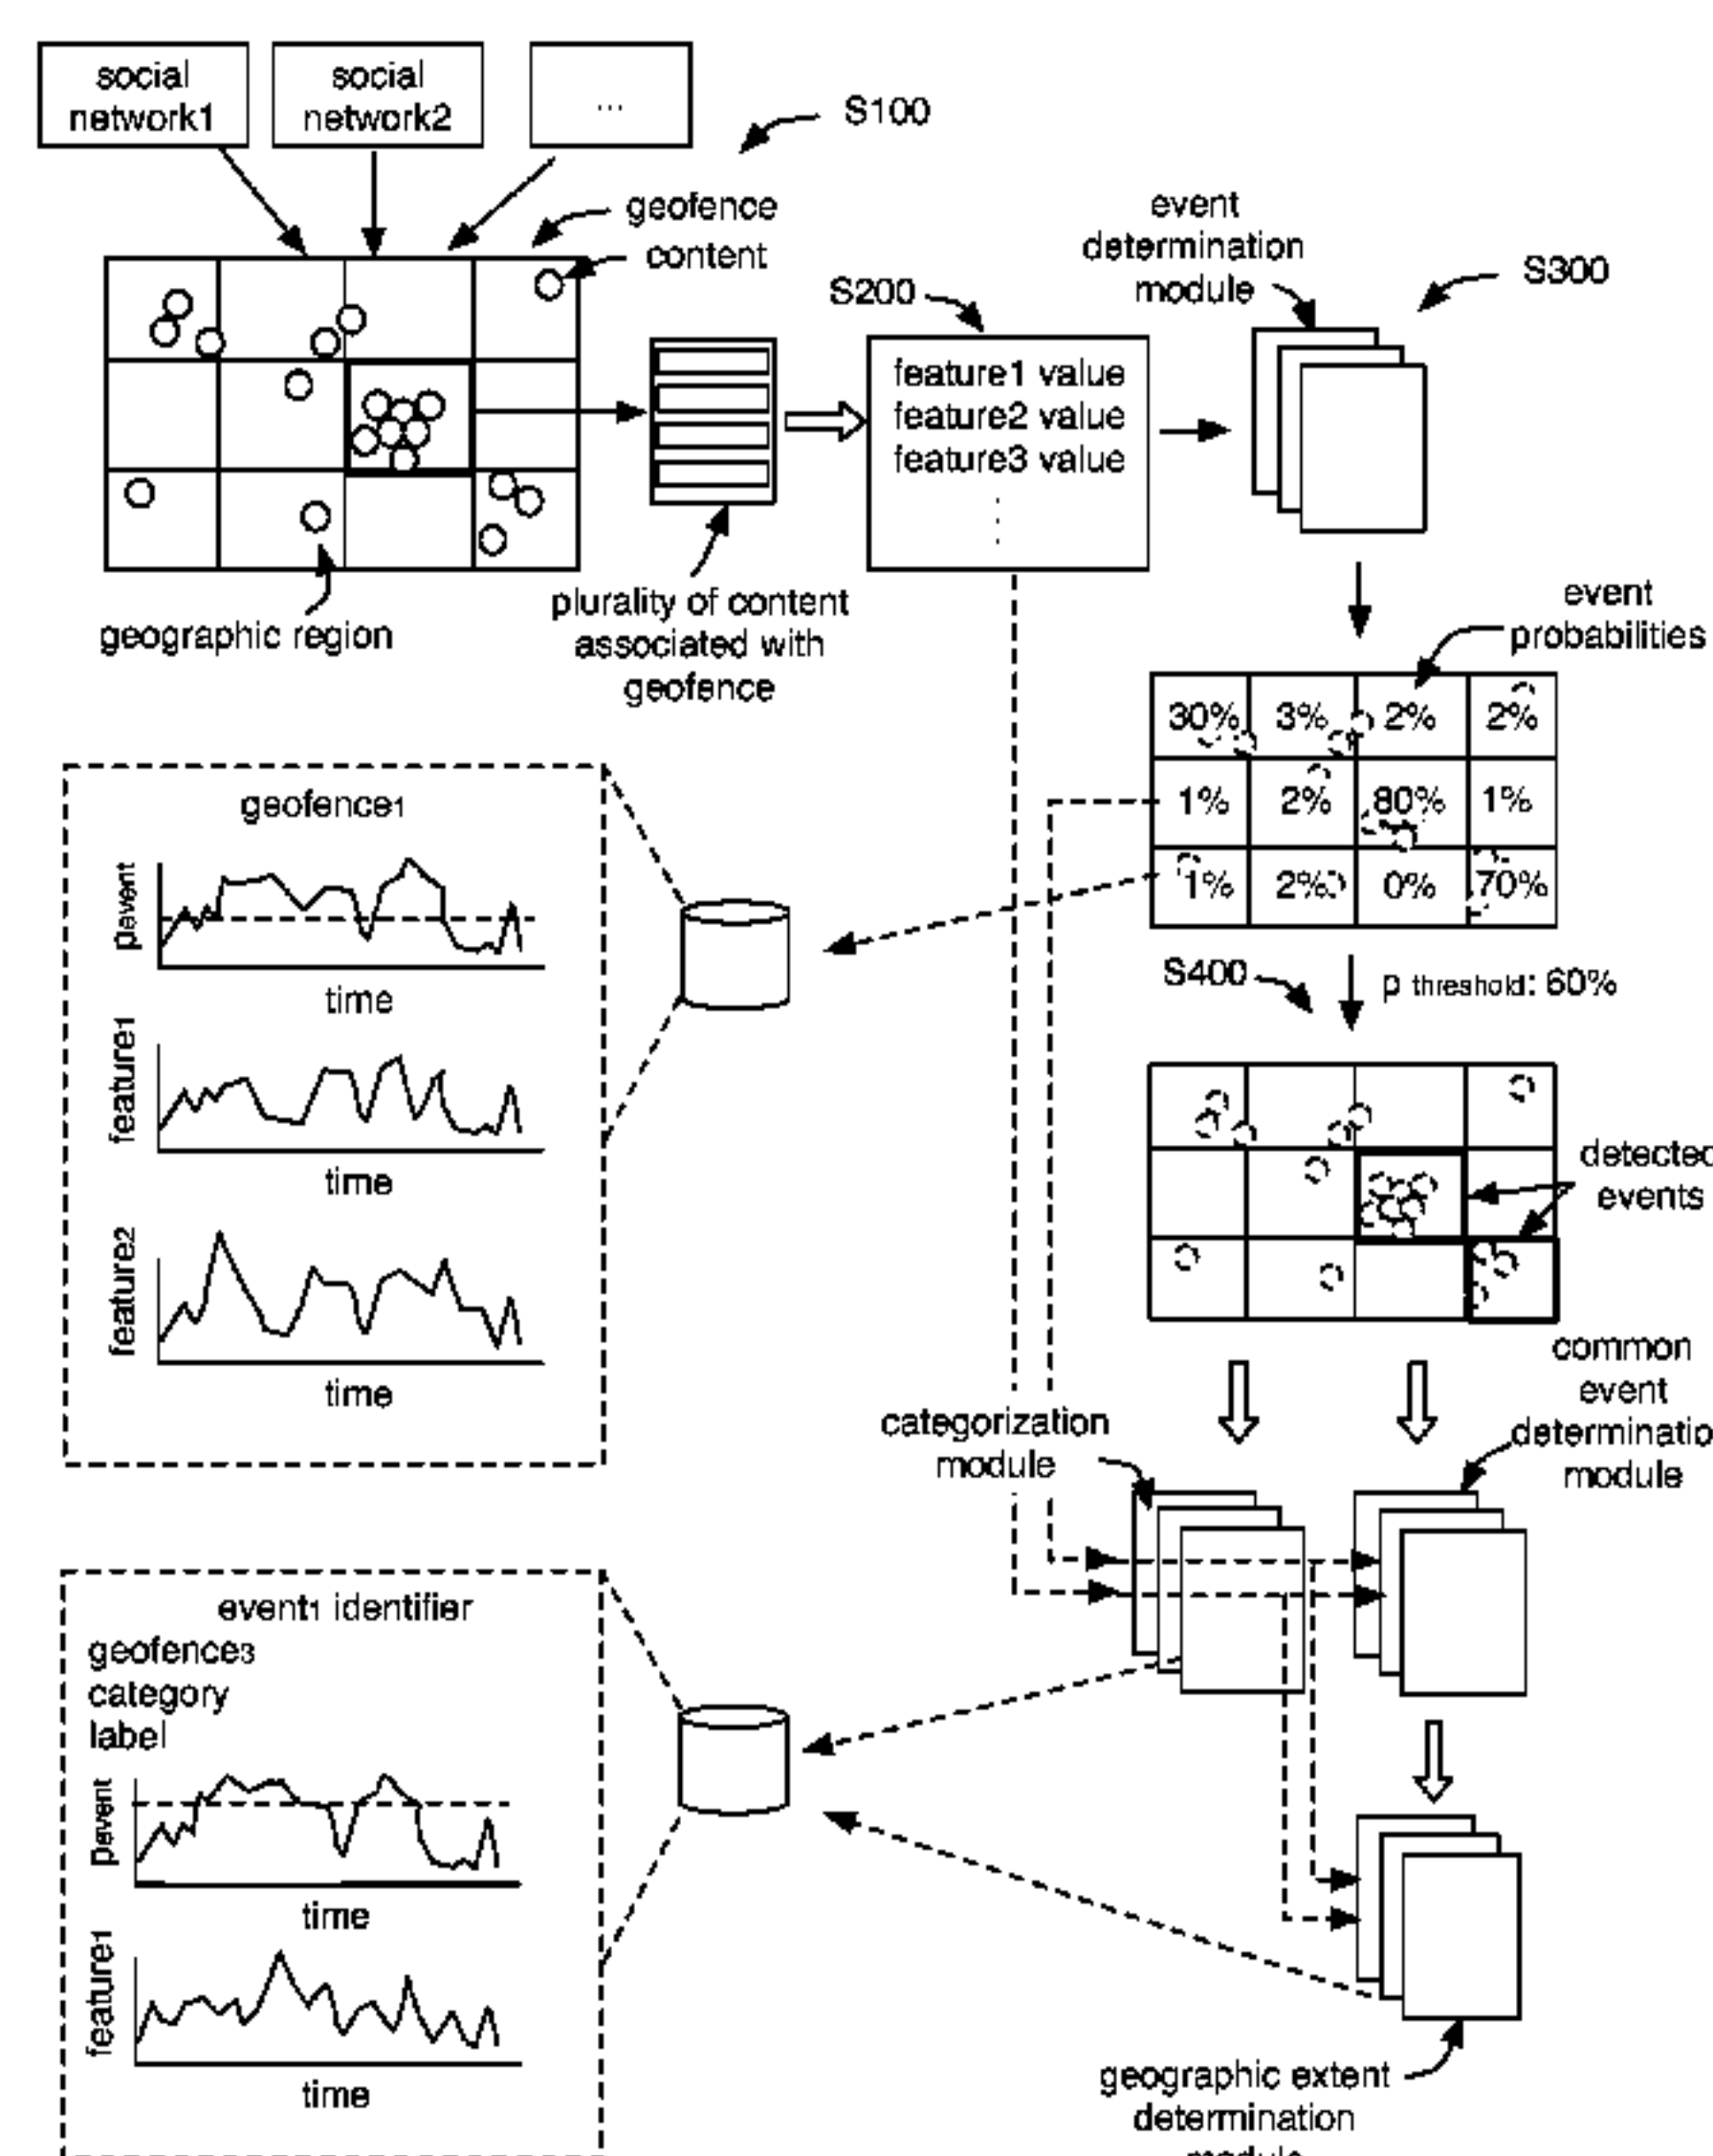 social
network1
social
network2
...
S100
geofence
content
S200
event
determination
module
S300
feature1 value
feature2 value
feature3 value
geographic region
plurality of content
associated with
geofence
event
probabilities
30% 3% 2% 2%
1% 2% 80% 1%
1% 2% 0% 70%
S400
p threshold: 60%
geofence1
pevent
time
feature1
time
feature2
time
detected
events
common
event
determinatio
module
categorization
module
event1 identifier
geofence3
category
label
pevent
time
feature1
time
geographic extent
determination
module